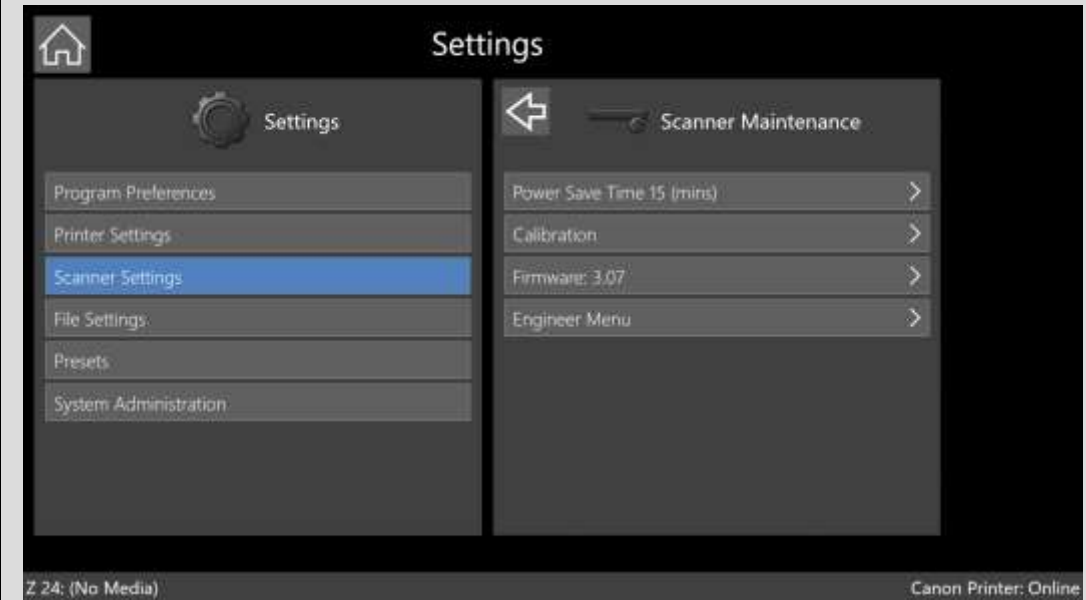 Settings
Settings
Program Preferences
Printer Settings
Scanner Settings
File Settings
Presets
System Administration
Scanner Maintenance
Power Save Time 15 (mins)
Calibration
Firmware: 3.07
Engineer Menu
Z 24: (No Media)
Canon Printer: Online